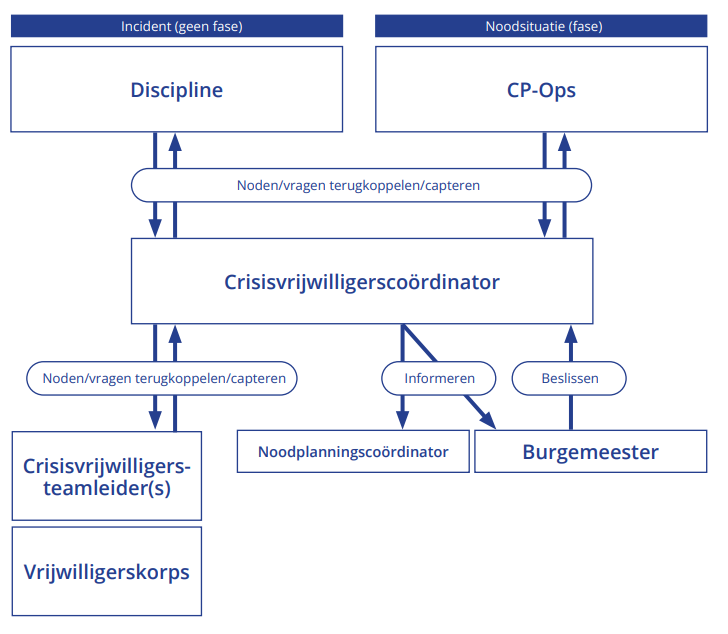 Incident (geen fase)
Noodsituatie (fase)
Discipline
CP-Ops
Noden/vragen terugkoppelen/capteren
Crisisvrijwilligerscoördinator
Noden/vragen terugkoppelen/capteren
Informeren
Beslissen
Crisisvrijwilligers-
teamleider(s)
Noodplanningscoördinator
Burgemeester
Vrijwilligerskorps